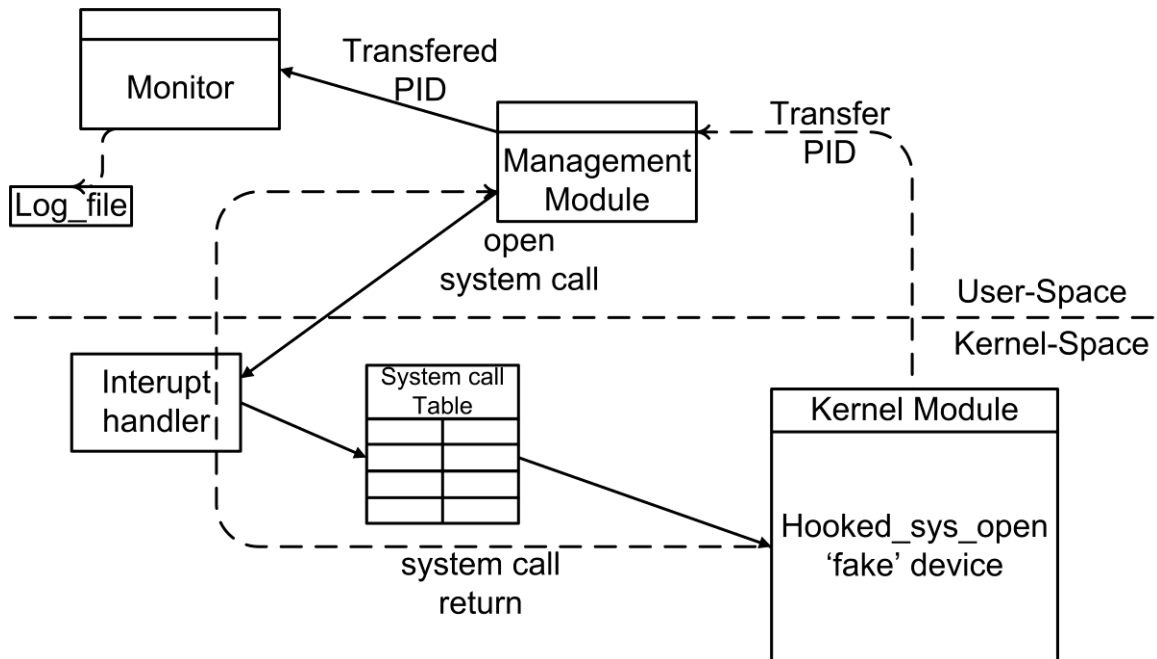 Monitor
Transfered
PID
Transfer
PID
Management
Module
Log_file
open
system call
User-Space
Kernel-Space
Interupt
handler
System call
Table
Kernel Module
Hooked_sys_open
‘fake’ device
system call
return